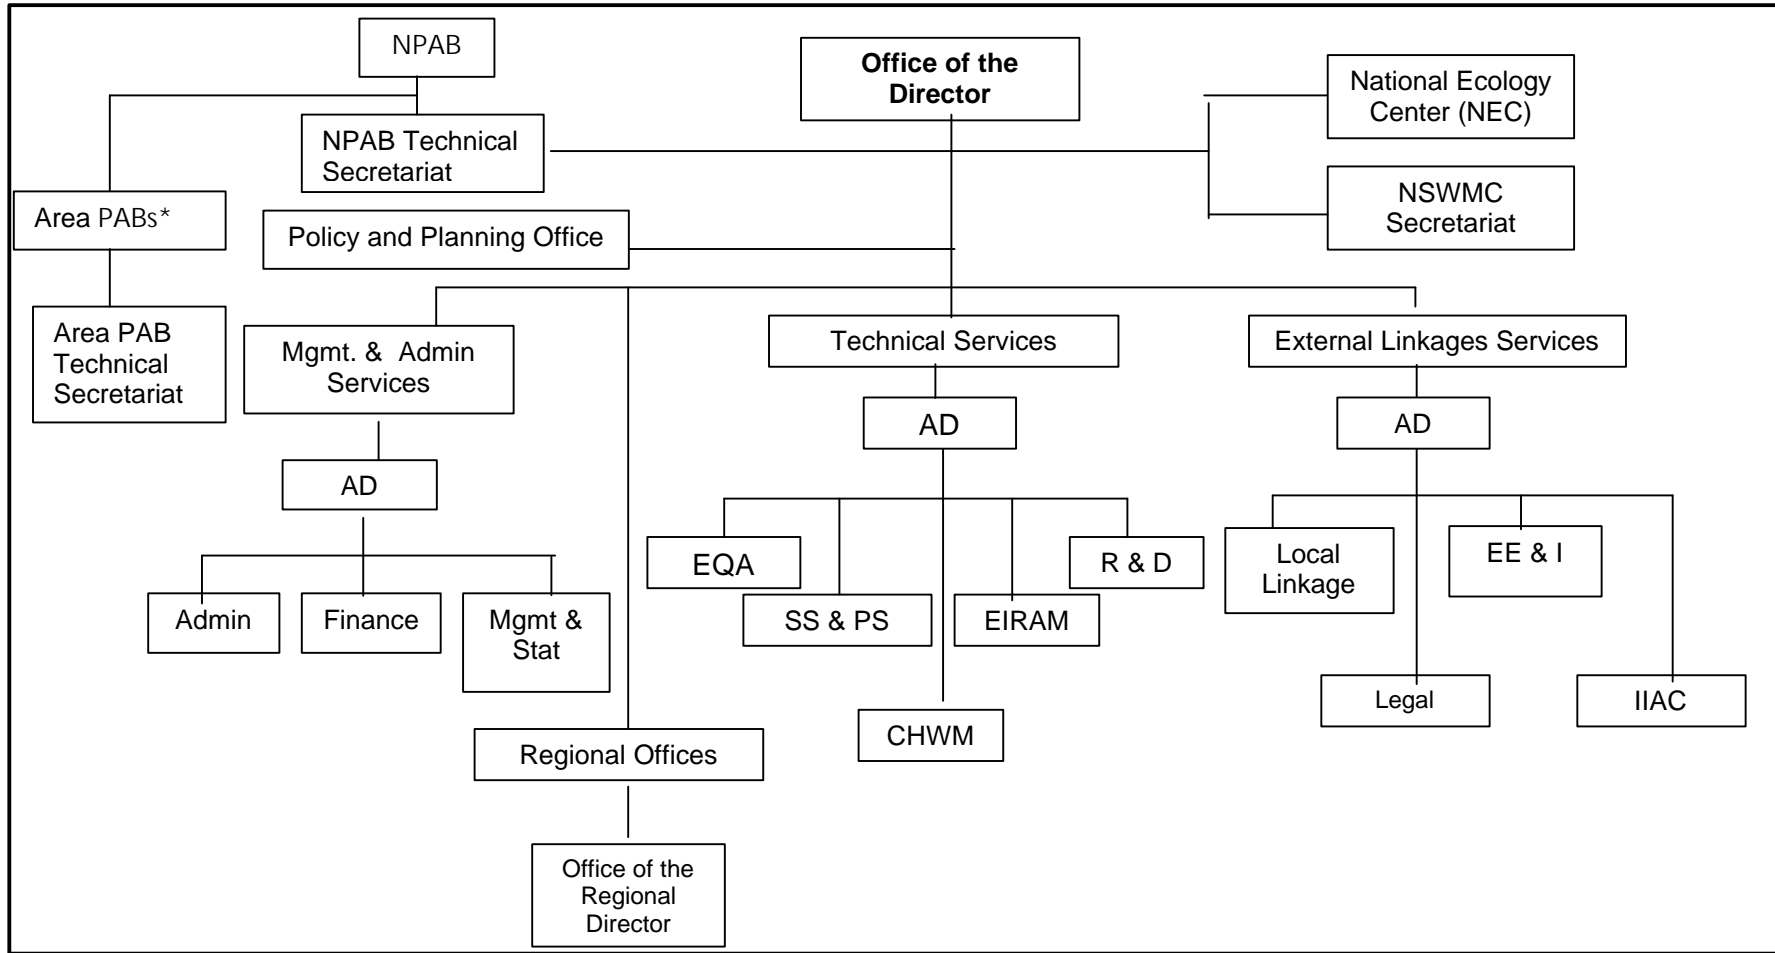 NPAB
Office of the
Director
National Ecology
Center (NEC)
NPAB Technical
Secretariat
NSWMC
Secretariat
Area PABs*
Policy and Planning Office
Area PAB
Technical
Secretariat
Mgmt. & Admin
Services
Technical Services
External Linkages Services
AD
AD
AD
EQA
SS & PS
EIRAM
R & D
Local
Linkage
EE & I
Admin
Finance
Mgmt &
Stat
CHWM
Legal
IIAC
Regional Offices
Office of the
Regional
Director